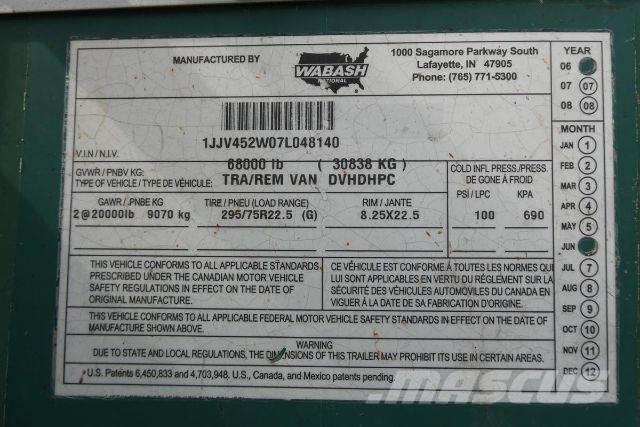 MANUFACTURED BY
WABASH
NATIONAL
1000 Sagamore Parkway South
Lafayette, IN 47905
Phone: (765) 771-5300
1JJV452W07L048140
V.I.N / N.I.V.
68000 lb ( 30838 KG )
GVWR / PNBV KG:
TYPE OF VEHICLE / TYPE DE VÉHICULE: TRA/REM VAN DVHDHPC
COLD INFL PRESS./PRESS.
DE GONE À FROID
GAWR / .PNBE KG TIRE / PNEU (LOAD RANGE) RIM / JANTE PSI / LPC KPA
2@20000lb 9070 kg 295/75R22.5 (G) 8.25X22.5 100 690
THIS VEHICLE CONFORMS TO ALL APPLICABLE STANDARDS
PRESCRIBED UNDER THE CANADIAN MOTOR VEHICLE
SAFETY REGULATIONS IN EFFECT ON THE DATE OF
ORIGINAL MANUFACTURE.
CE VÉHICULE EST CONFORME À TOUTES LES NORMES QUI
LUI SONT APPLICABLES EN VERTU DU RÈGLEMENT SUR LA
SÉCURITÉ DES VÉHICULES AUTOMOBILES DU CANADA EN
VIGUER À LA DATE DE SA FABRICATION D'ORIGINE.
THIS VEHICLE CONFORMS TO ALL APPLICABLE FEDERAL MOTOR VEHICLE SAFETY STANDARDS IN EFFECT ON THE DATE OF
MANUFACTURE SHOWN ABOVE.
WARNING
DUE TO STATE AND LOCAL REGULATIONS, THE DIMENSIONS OF THIS TRAILER MAY PROHIBIT ITS USE IN CERTAIN AREAS.
U.S. Patents 6,450,833 and 4,703,948. U.S., Canada, and Mexico patents pending.
YEAR
06
07 07
08 08
MONTH
JAN 1
FEB 2
MAR 3
APR 4
MAY 5
JUN
JUL 7
AUG 8
SEP 9
OCT 10
NOV 11
DEC 12
MASCUS